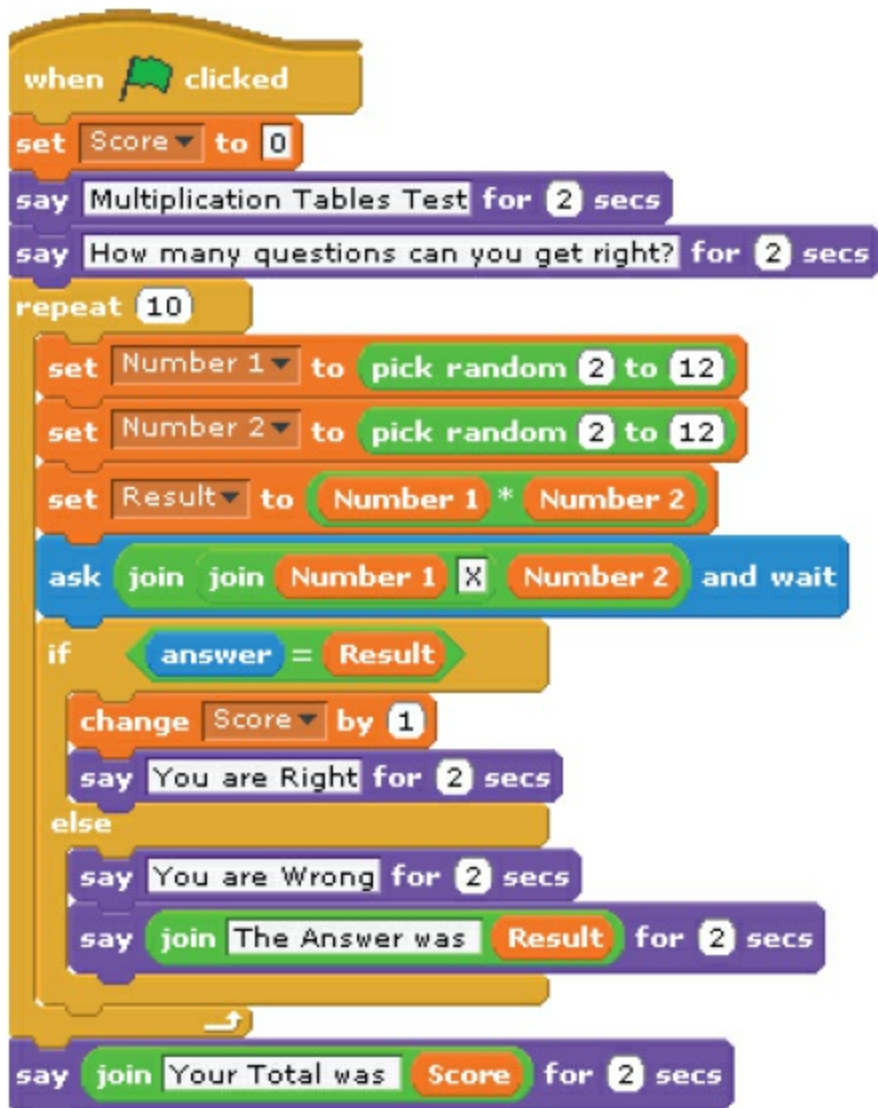 when clicked
set Score to 0
say Multiplication Tables Test for 2 secs
say How many questions can you get right? for 2 secs
repeat 10
set Number 1 to pick random 2 to 12
set Number 2 to pick random 2 to 12
set Result to Number 1 * Number 2
ask join join Number 1 X Number 2 and wait
if answer = Result
change Score by 1
say You are Right for 2 secs
else
say You are Wrong for 2 secs
say join The Answer was Result for 2 secs
say join Your Total was Score for 2 secs